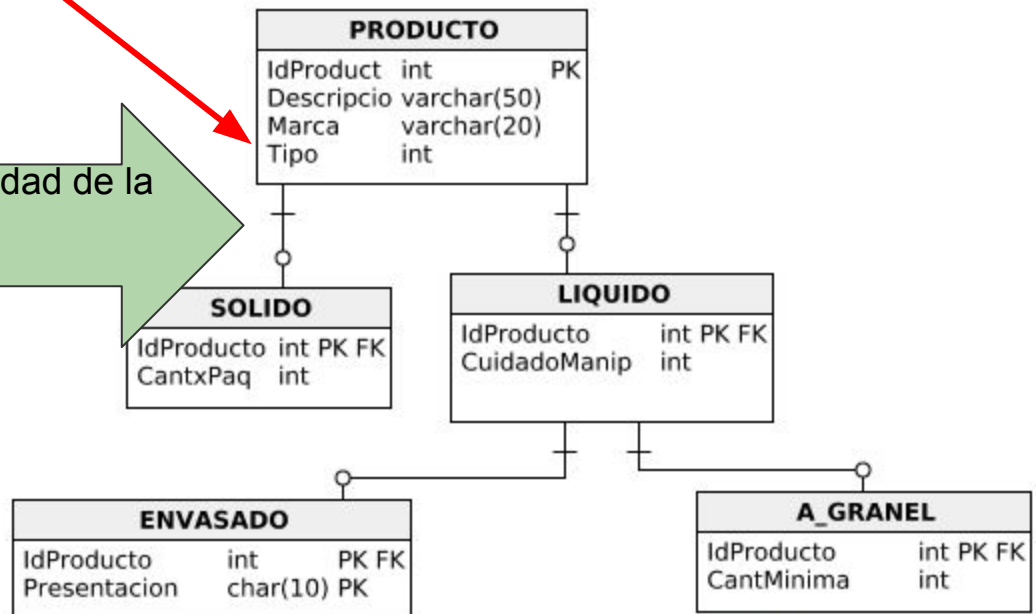 PRODUCTO
IdProduct int PK
Descripcio varchar(50)
Marca varchar(20)
Tipo int
dad de la
SOLIDO
IdProducto int PK FK
CantxPaq int
LIQUIDO
IdProducto int PK FK
CuidadoManip int
ENVASADO
IdProducto int PK FK
Presentacion char(10) PK
A_GRANEL
IdProducto int PK FK
CantMinima int